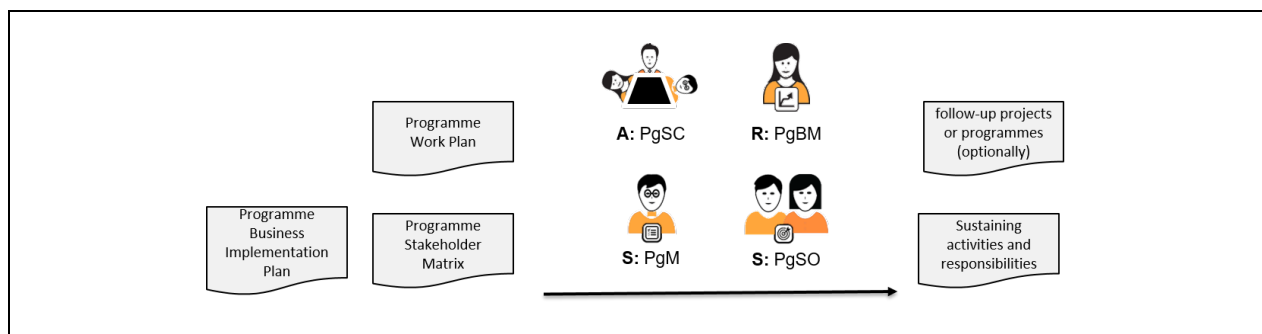 Programme
Work Plan
Programme
Business
Implementation
Plan
Programme
Stakeholder
Matrix
A: PgSC
R: PgBM
S: PgM
S: PgSO
follow-up projects
or programmes
(optionally)
Sustaining
activities and
responsibilities